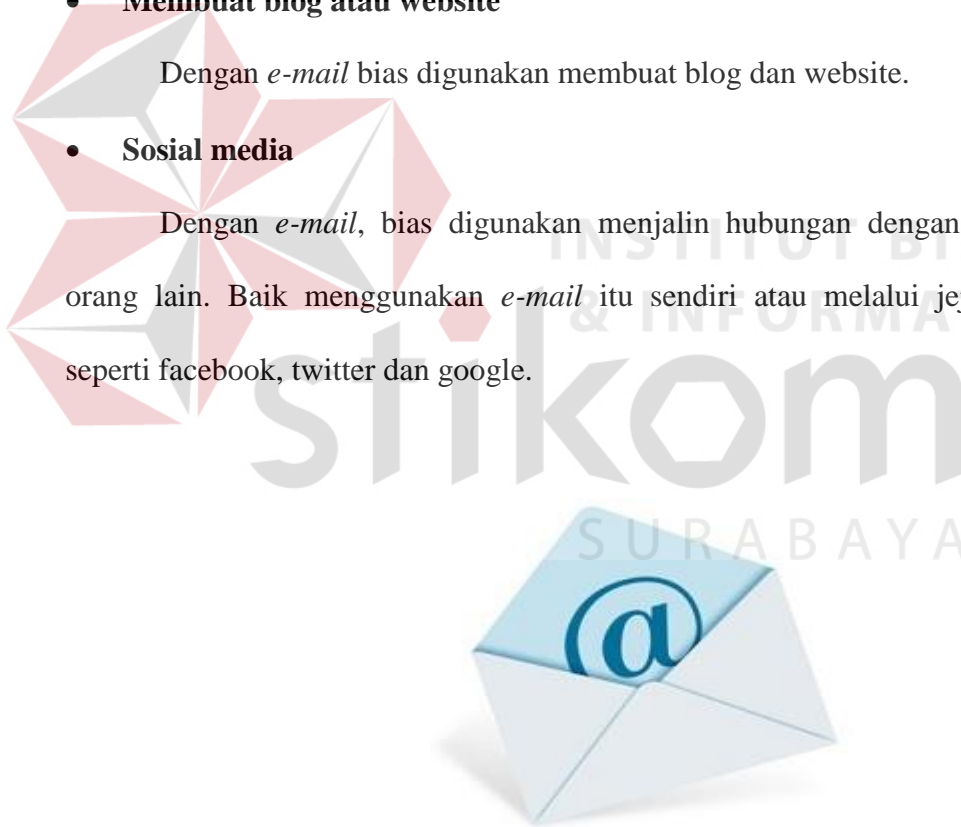 • Membuat blog atau website
Dengan e-mail bias digunakan membuat blog dan website.
• Sosial media
Dengan e-mail, bias digunakan menjalin hubungan dengan
orang lain. Baik menggunakan e-mail itu sendiri atau melalui
seperti facebook, twitter dan google.
INSTITUT
& INFORMA
stikom
SURABAYA
@